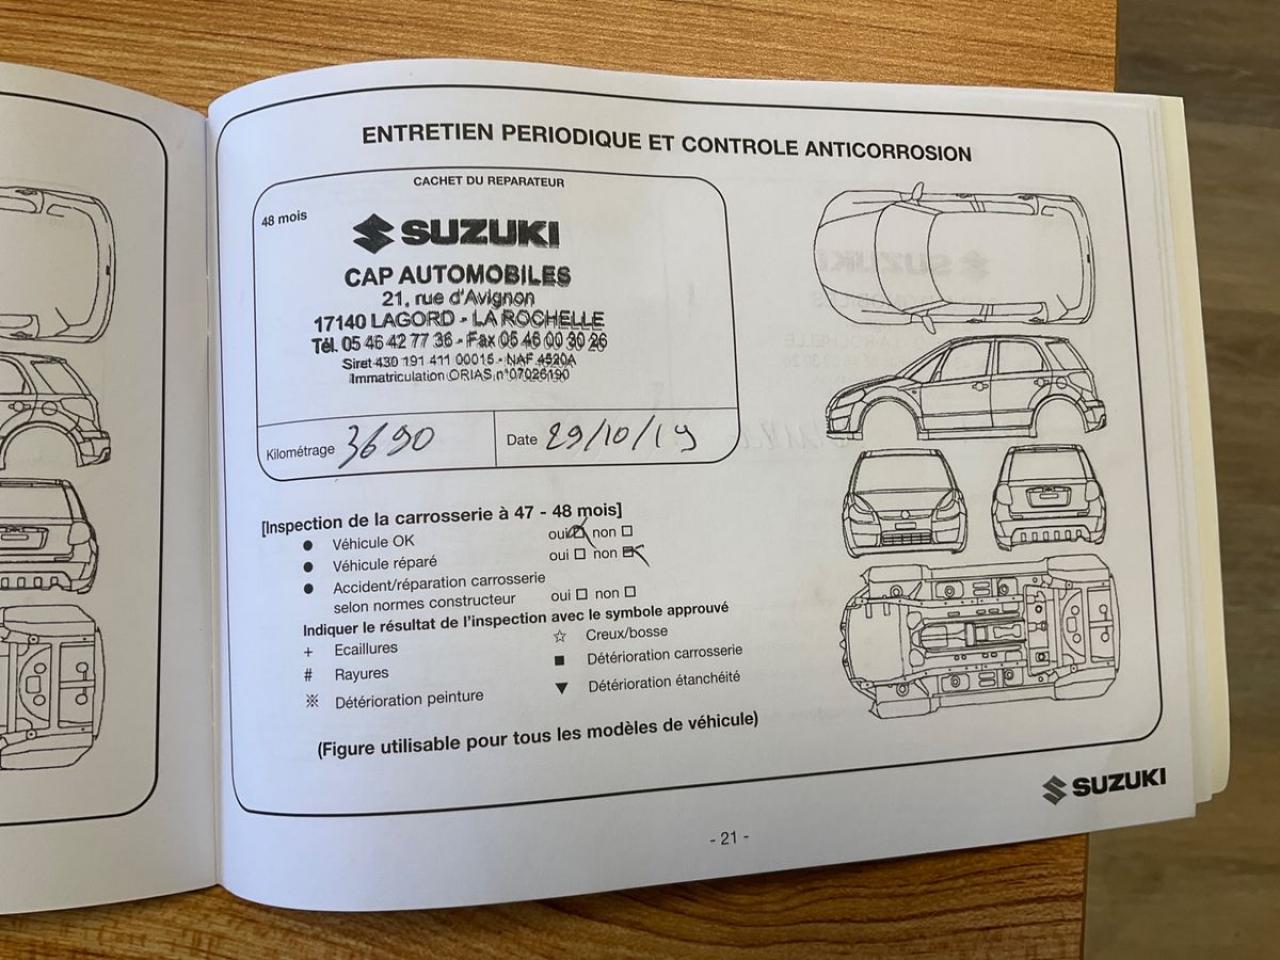 ENTRETIEN PERIODIQUE ET CONTROLE ANTICORROSION
CACHET DU REPARATEUR
48 mois
SUZUKI
CAP AUTOMOBILES
21, rue d'Avignon
17140 LAGORD - LA ROCHELLE
Tél. 05 46 42 77 36 - Fax 05 46 00 30 26
Siret 430 191 411 00015 - NAF 4520A
Immatriculation ORIAS n°07026190
Kilométrage 3690 Date 29/10/19
[Inspection de la carrosserie à 47 - 48 mois]
● Véhicule OK oui ☒ non ☐
● Véhicule réparé oui ☐ non ☒
● Accident/réparation carrosserie
selon normes constructeur oui ☐ non ☐
Indiquer le résultat de l'inspection avec le symbole approuvé
+ Ecaillures ☆ Creux/bosse
# Rayures ■ Détérioration carrosserie
※ Détérioration peinture ▼ Détérioration étanchéité
(Figure utilisable pour tous les modèles de véhicule)
SUZUKI
- 21 -